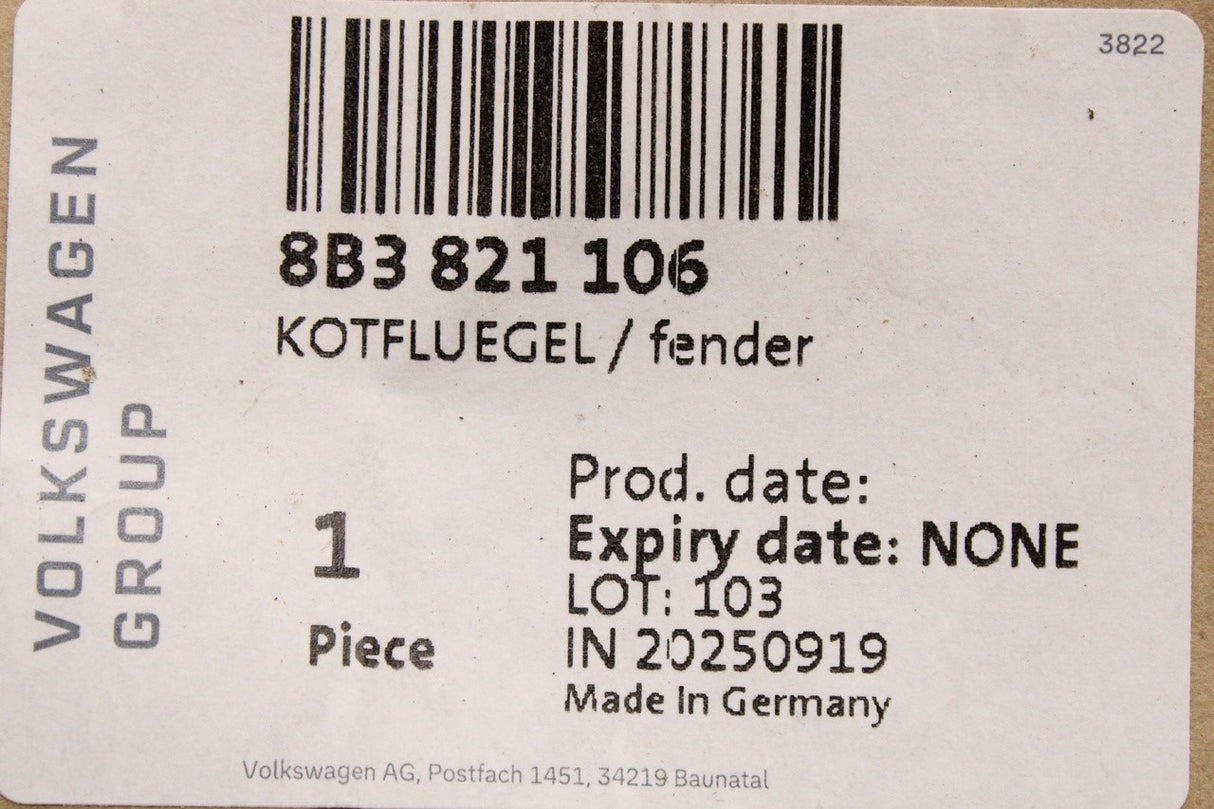 3822
8B3 821 106
KOTFLUEGEL / fender
VOLKSWAGEN
GROUP
Prod. date:
Expiry date: NONE
LOT: 103
IN 20250919
Made In Germany
1
Piece
Volkswagen AG, Postfach 1451, 34219 Baunatal